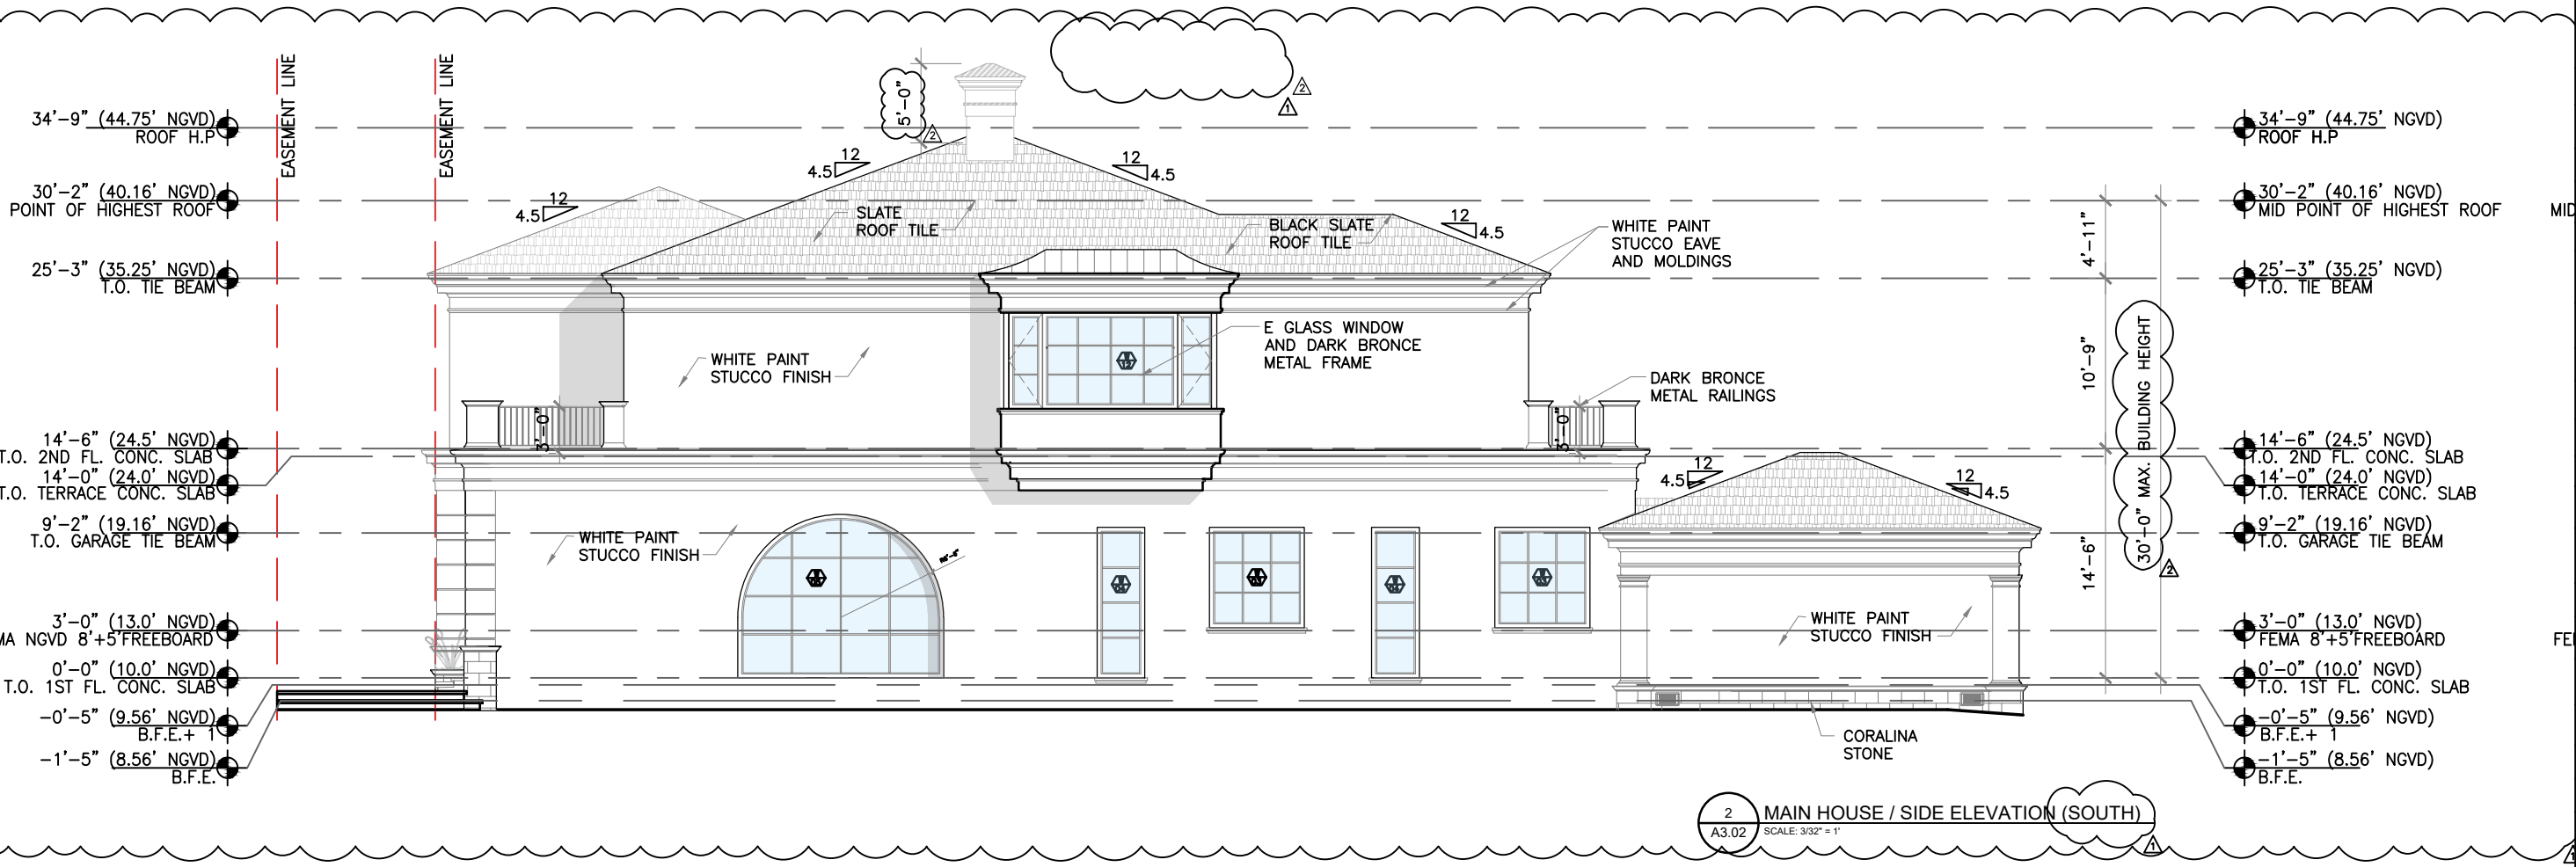 EASEMENT LINE
EASEMENT LINE
34'-9" (44.75' NGVD)
ROOF H.P
30'-2" (40.16' NGVD)
POINT OF HIGHEST ROOF
25'-3" (35.25' NGVD)
T.O. TIE BEAM
14'-6" (24.5' NGVD)
T.O. 2ND FL. CONC. SLAB
14'-0" (24.0' NGVD)
T.O. TERRACE CONC. SLAB
9'-2" (19.16' NGVD)
T.O. GARAGE TIE BEAM
3'-0" (13.0' NGVD)
MA NGVD 8'+5'FREEBOARD
0'-0" (10.0' NGVD)
T.O. 1ST FL. CONC. SLAB
-0'-5" (9.56' NGVD)
B.F.E.+ 1
-1'-5" (8.56' NGVD)
B.F.E.
5'-0"
2
2
1
12
4.5
12
4.5
12
4.5
12
4.5
SLATE
ROOF TILE
BLACK SLATE
ROOF TILE
WHITE PAINT
STUCCO EAVE
AND MOLDINGS
E GLASS WINDOW
AND DARK BRONCE
METAL FRAME
WHITE PAINT
STUCCO FINISH
DARK BRONCE
METAL RAILINGS
3'-0"
3'-0"
12
4.5
12
4.5
WHITE PAINT
STUCCO FINISH
WHITE PAINT
STUCCO FINISH
CORALINA
STONE
4'-11"
10'-9"
14'-6"
30'-0" MAX. BUILDING HEIGHT
2
34'-9" (44.75' NGVD)
ROOF H.P
30'-2" (40.16' NGVD)
MID POINT OF HIGHEST ROOF
MID
25'-3" (35.25' NGVD)
T.O. TIE BEAM
14'-6" (24.5' NGVD)
T.O. 2ND FL. CONC. SLAB
14'-0" (24.0' NGVD)
T.O. TERRACE CONC. SLAB
9'-2" (19.16' NGVD)
T.O. GARAGE TIE BEAM
3'-0" (13.0' NGVD)
FEMA 8'+5'FREEBOARD
0'-0" (10.0' NGVD)
T.O. 1ST FL. CONC. SLAB
-0'-5" (9.56' NGVD)
B.F.E.+ 1
-1'-5" (8.56' NGVD)
B.F.E.
2
A3.02
MAIN HOUSE / SIDE ELEVATION (SOUTH)
SCALE: 3/32" = 1'
1